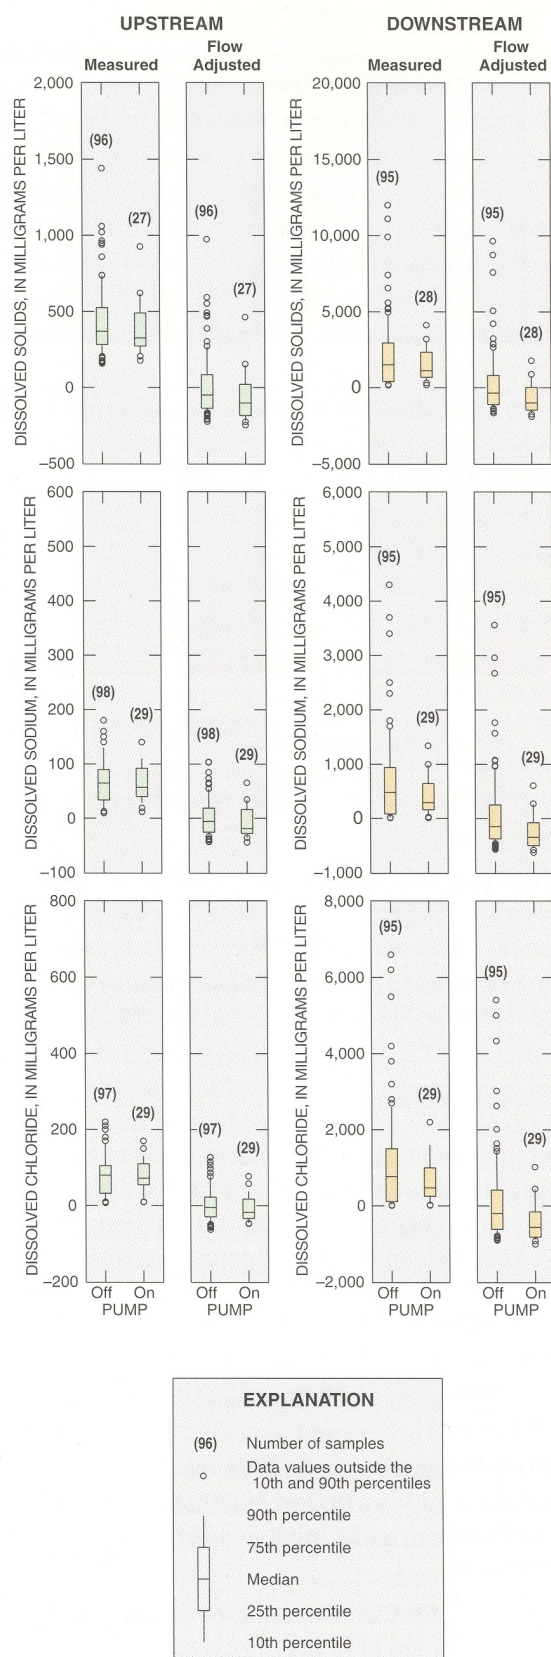 UPSTREAM
DOWNSTREAM
Measured
Flow
Adjusted
Measured
Flow
Adjusted
DISSOLVED SOLIDS, IN MILLIGRAMS PER LITER
2,000
1,500
1,000
500
0
–500
(96)
(27)
(96)
(27)
DISSOLVED SOLIDS, IN MILLIGRAMS PER LITER
20,000
15,000
10,000
5,000
0
–5,000
(95)
(28)
(95)
(28)
DISSOLVED SODIUM, IN MILLIGRAMS PER LITER
600
500
400
300
200
100
0
–100
(98)
(29)
(98)
(29)
DISSOLVED SODIUM, IN MILLIGRAMS PER LITER
6,000
5,000
4,000
3,000
2,000
1,000
0
–1,000
(95)
(29)
(95)
(29)
DISSOLVED CHLORIDE, IN MILLIGRAMS PER LITER
800
600
400
200
0
–200
(97)
(29)
(97)
(29)
DISSOLVED CHLORIDE, IN MILLIGRAMS PER LITER
8,000
6,000
4,000
2,000
0
–2,000
(95)
(29)
(95)
(29)
Off On
PUMP
Off On
PUMP
Off On
PUMP
Off On
PUMP
EXPLANATION
(96) Number of samples
Data values outside the
10th and 90th percentiles
90th percentile
75th percentile
Median
25th percentile
10th percentile